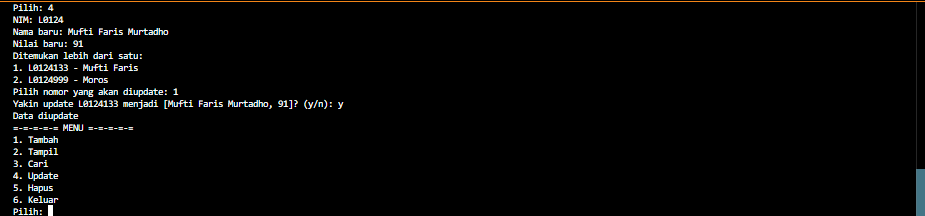 Pilih: 4
NIM: L0124
Nama baru: Mufti Faris Murtadho
Nilai baru: 91
Ditemukan lebih dari satu:
1. L0124133 - Mufti Faris
2. L0124999 - Moros
Pilih nomor yang akan diupdate: 1
Yakin update L0124133 menjadi [Mufti Faris Murtadho, 91]? (y/n): y
Data diupdate
=-=-=-=-= MENU =-=-=-=-=
1. Tambah
2. Tampil
3. Cari
4. Update
5. Hapus
6. Keluar
Pilih: